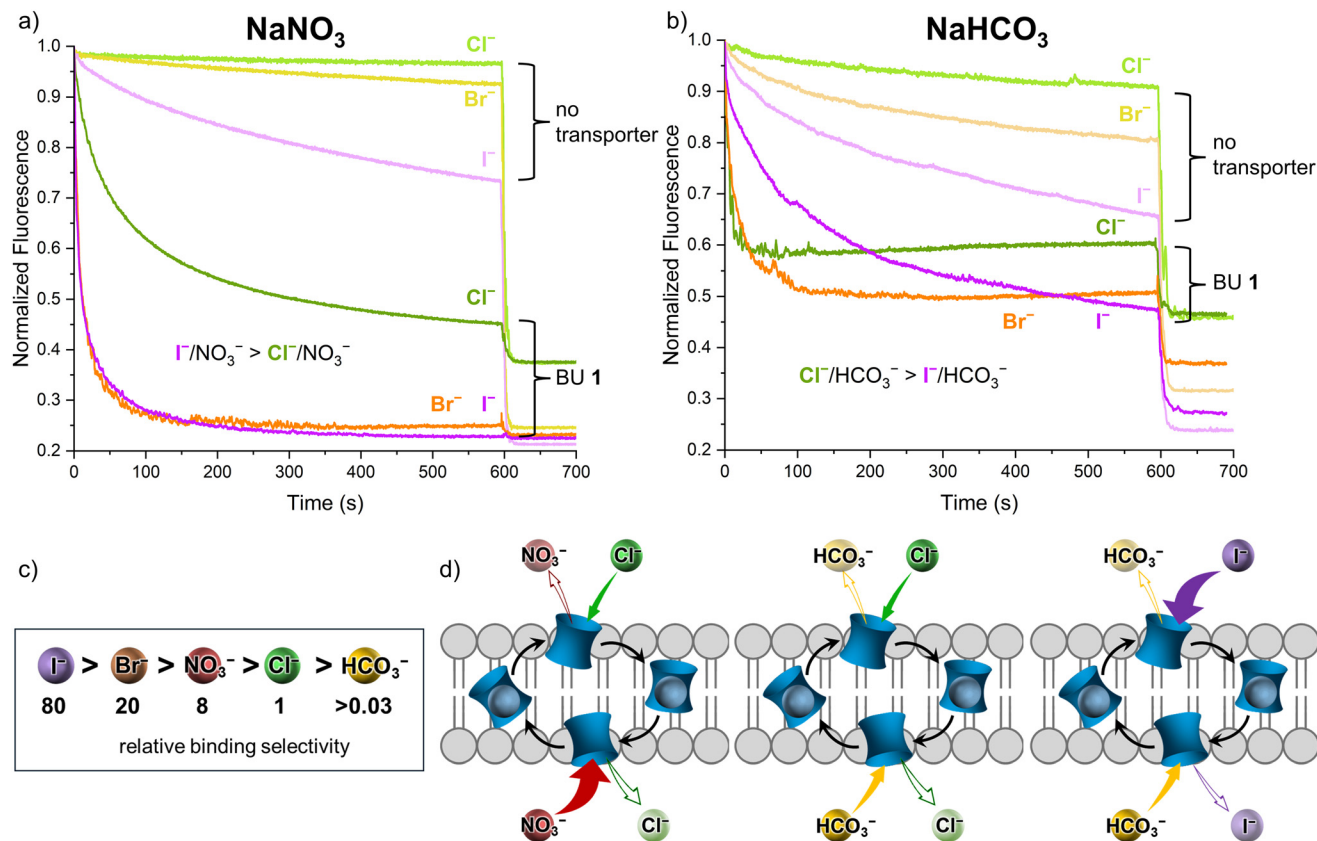 a)
NaNO₃
Normalized Fluorescence
1.0
0.9
0.8
0.7
0.6
0.5
0.4
0.3
0.2
0
100
200
300
400
500
600
700
Time (s)
Cl⁻
Br⁻
I⁻
no
transporter
Cl⁻
I⁻/NO₃⁻ > Cl⁻/NO₃⁻
Br⁻
I⁻
BU 1
b)
NaHCO₃
Normalized Fluorescence
1.0
0.9
0.8
0.7
0.6
0.5
0.4
0.3
0.2
0
100
200
300
400
500
600
700
Time (s)
Cl⁻
Br⁻
I⁻
no
transporter
Cl⁻
Br⁻
I⁻
BU 1
Cl⁻/HCO₃⁻ > I⁻/HCO₃⁻
c)
I⁻ > Br⁻ > NO₃⁻ > Cl⁻ > HCO₃⁻
80 20 8 1 >0.03
relative binding selectivity
d)
NO₃⁻ Cl⁻
NO₃⁻ Cl⁻
HCO₃⁻ Cl⁻
HCO₃⁻ Cl⁻
HCO₃⁻ I⁻
HCO₃⁻ I⁻